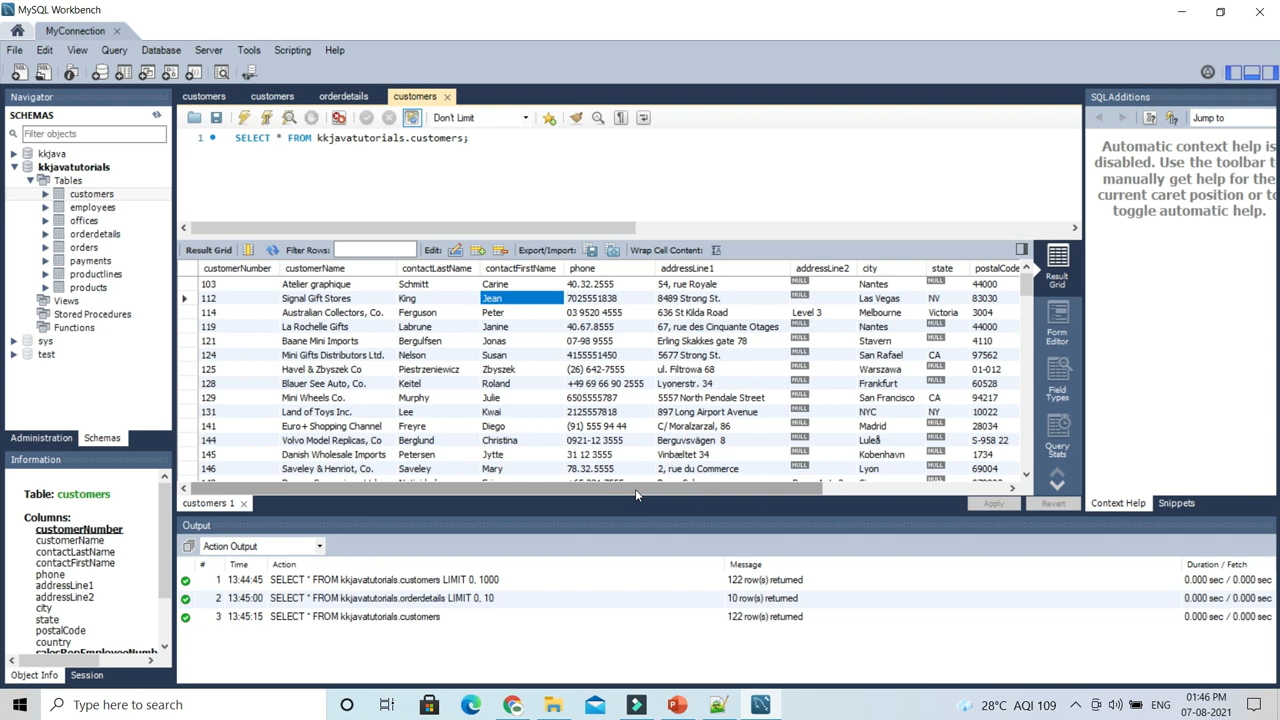 MySQL Workbench
MyConnection ×
File Edit View Query Database Server Tools Scripting Help
Navigator
SCHEMAS
Filter objects
kkjava
kkjavatutorials
Tables
customers
employees
offices
orderdetails
orders
payments
productlines
products
Views
Stored Procedures
Functions
sys
test
Administration Schemas
Information
Table: customers
Columns:
customerNumber
customerName
contactLastName
contactFirstName
phone
addressLine1
addressLine2
city
state
postalCode
country
Object Info Session
customers customers orderdetails customers ×
Don't Limit
1 SELECT * FROM kkjavatutorials.customers;
Result Grid Filter Rows: Edit: Export/Import: Wrap Cell Content:
customerNumber customerName contactLastName contactFirstName phone addressLine1 addressLine2 city state postalCode
103 Atelier graphique Schmitt Carine 40.32.2555 54, rue Royale NULL Nantes NULL 44000
112 Signal Gift Stores King Jean 7025551838 8489 Strong St. NULL Las Vegas NV 83030
114 Australian Collectors, Co. Ferguson Peter 03 9520 4555 636 St Kilda Road Level 3 Melbourne Victoria 3004
119 La Rochelle Gifts Labrune Janine 40.67.8555 67, rue des Cinquante Otages NULL Nantes NULL 44000
121 Baane Mini Imports Bergulfsen Jonas 07-98 9555 Erling Skakkes gate 78 NULL Stavern NULL 4110
124 Mini Gifts Distributors Ltd. Nelson Susan 4155551450 5677 Strong St. NULL San Rafael CA 97562
125 Havel & Zbyszek Co Piestrzeniewicz Zbyszek (26) 642-7555 ul. Filtrowa 68 NULL Warszawa NULL 01-012
128 Blauer See Auto, Co. Keitel Roland +49 69 66 90 2555 Lyonerstr. 34 NULL Frankfurt NULL 60528
129 Mini Wheels Co. Murphy Julie 6505555787 5557 North Pendale Street NULL San Francisco CA 94217
131 Land of Toys Inc. Lee Kwai 2125557818 897 Long Airport Avenue NULL NYC NY 10022
141 Euro+ Shopping Channel Freyre Diego (91) 555 94 44 C/ Moralzarzal, 86 NULL Madrid NULL 28034
144 Volvo Model Replicas, Co Berglund Christina 0921-12 3555 Berguvsvägen 8 NULL Luleå NULL S-958 22
145 Danish Wholesale Imports Petersen Jytte 31 12 3555 Vinbæltet 34 NULL Kobenhavn NULL 1734
146 Saveley & Henriot, Co. Saveley Mary 78.32.5555 2, rue du Commerce NULL Lyon NULL 69004
Result Grid
Form Editor
Field Types
Query Stats
customers 1 × Apply Revert
SQLAdditions
Jump to
Automatic context help is
disabled. Use the toolbar t
manually get help for the
current caret position or to
toggle automatic help.
Context Help Snippets
Output
Action Output
# Time Action Message Duration / Fetch
1 13:44:45 SELECT * FROM kkjavatutorials.customers LIMIT 0, 1000 122 row(s) returned 0.000 sec / 0.000 sec
2 13:45:00 SELECT * FROM kkjavatutorials.orderdetails LIMIT 0, 10 10 row(s) returned 0.000 sec / 0.000 sec
3 13:45:15 SELECT * FROM kkjavatutorials.customers 122 row(s) returned 0.000 sec / 0.000 sec
Type here to search
28°C AQI 109 ENG 01:46 PM
07-08-2021